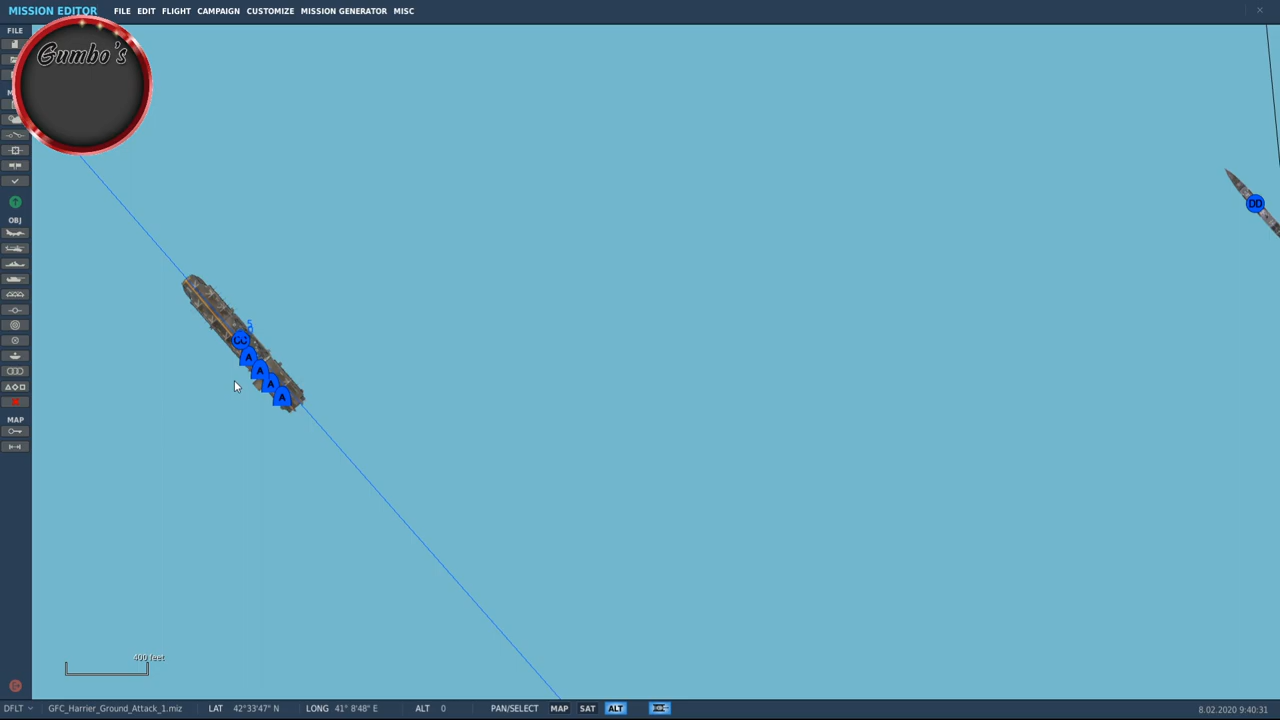 MISSION EDITOR FILE EDIT FLIGHT CAMPAIGN CUSTOMIZE MISSION GENERATOR MISC
FILE
Gumbo's
OBJ
MAP
DD
CC
A
A
A
A
400 feet
DFLT GFC_Harrier_Ground_Attack_1.miz LAT 42°33'47" N LONG 41° 8'48" E ALT 0 PAN/SELECT MAP SAT ALT 8.02.2020 9:40:31